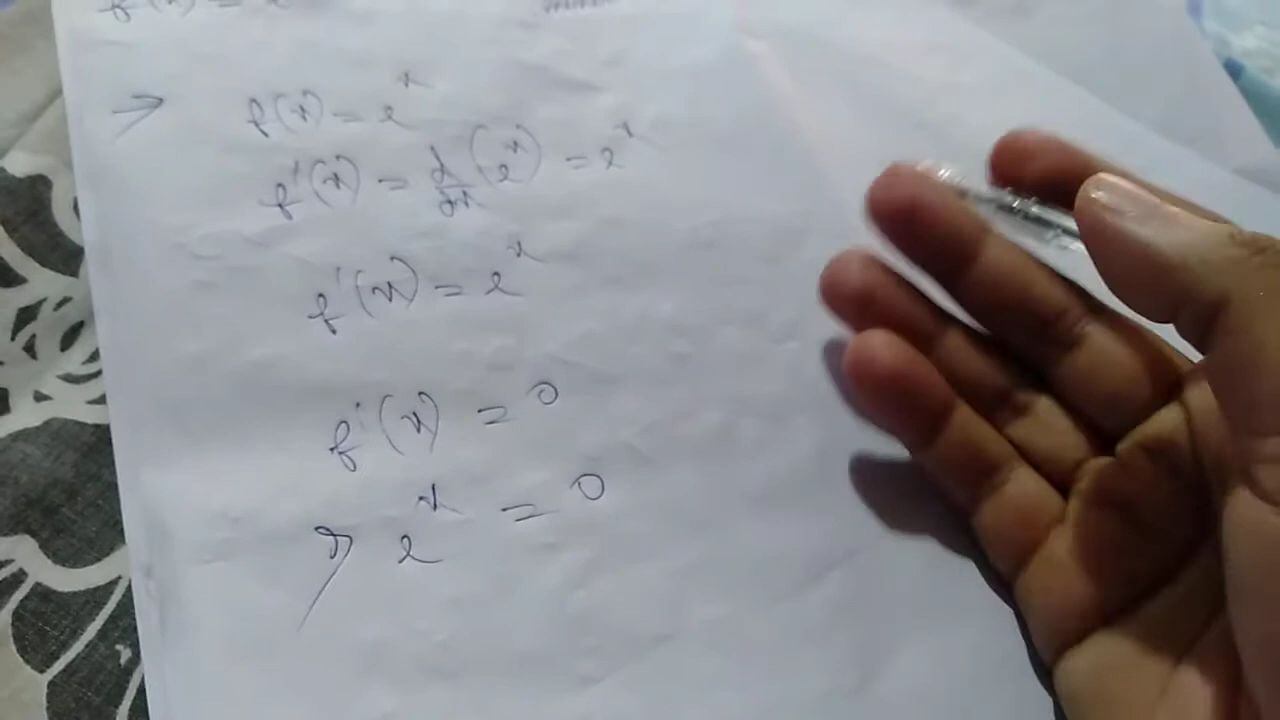 → f(x) = e^x
f'(x) = d/dx (e^x) = e^x
f'(x) = e^x
f'(x) = 0
⇒ e^x = 0